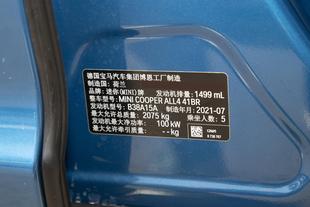 德国宝马汽车集团博恩工厂制造
制造国：荷兰
品牌：迷你(MINI)牌 发动机排量：1499 mL
整车型号：MINI COOPER ALL4 41BR
发动机型号：B38A15A 制造年月：2021-07
最大允许总质量：2075 kg 乘坐人数：5
发动机最大净功率：100 kW
最大允许牵引质量：-- kg